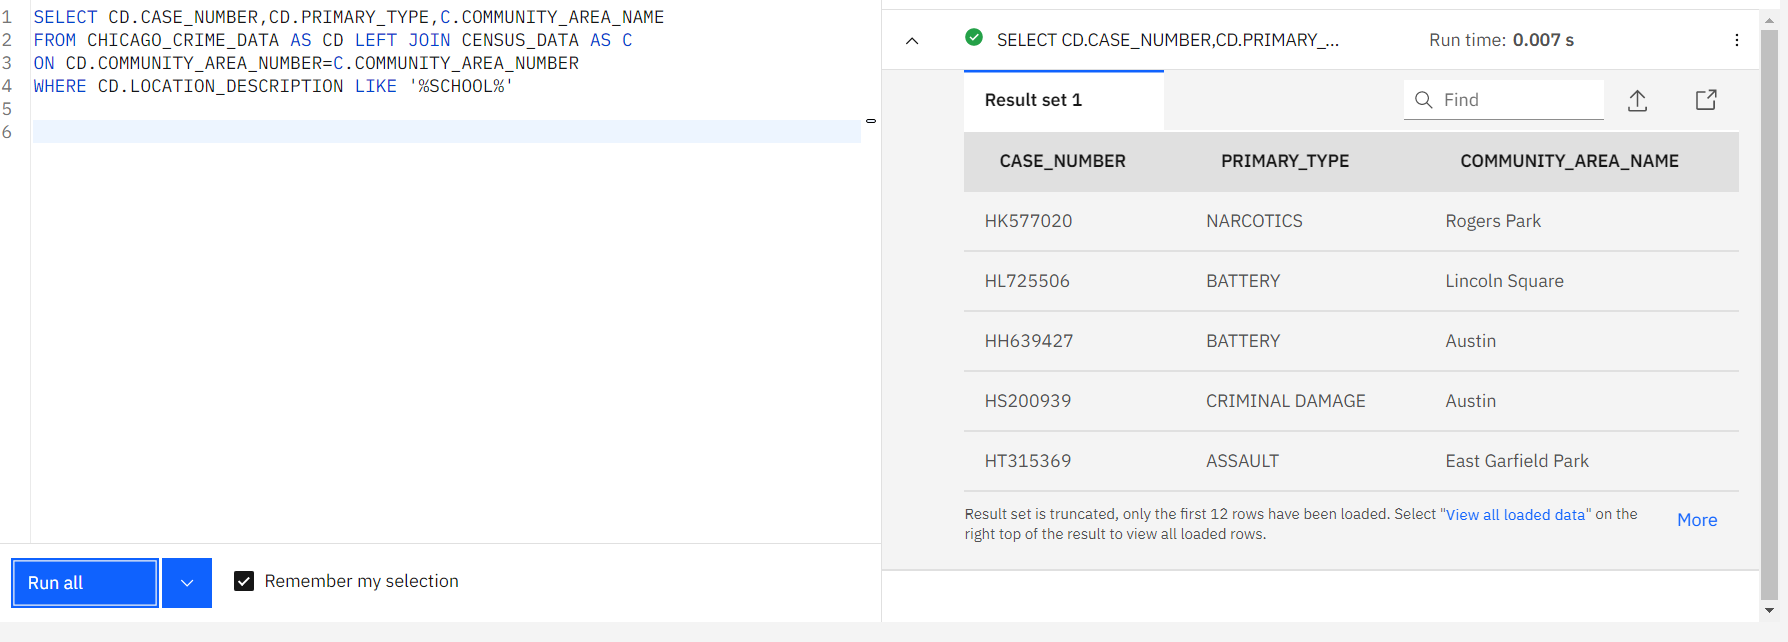 1 SELECT CD.CASE_NUMBER,CD.PRIMARY_TYPE,C.COMMUNITY_AREA_NAME
2 FROM CHICAGO_CRIME_DATA AS CD LEFT JOIN CENSUS_DATA AS C
3 ON CD.COMMUNITY_AREA_NUMBER=C.COMMUNITY_AREA_NUMBER
4 WHERE CD.LOCATION_DESCRIPTION LIKE '%SCHOOL%'
5
6
Run all
Remember my selection
SELECT CD.CASE_NUMBER,CD.PRIMARY_... Run time: 0.007 s
Result set 1 Find
CASE_NUMBER PRIMARY_TYPE COMMUNITY_AREA_NAME
HK577020 NARCOTICS Rogers Park
HL725506 BATTERY Lincoln Square
HH639427 BATTERY Austin
HS200939 CRIMINAL DAMAGE Austin
HT315369 ASSAULT East Garfield Park
Result set is truncated, only the first 12 rows have been loaded. Select "View all loaded data" on the
right top of the result to view all loaded rows.
More